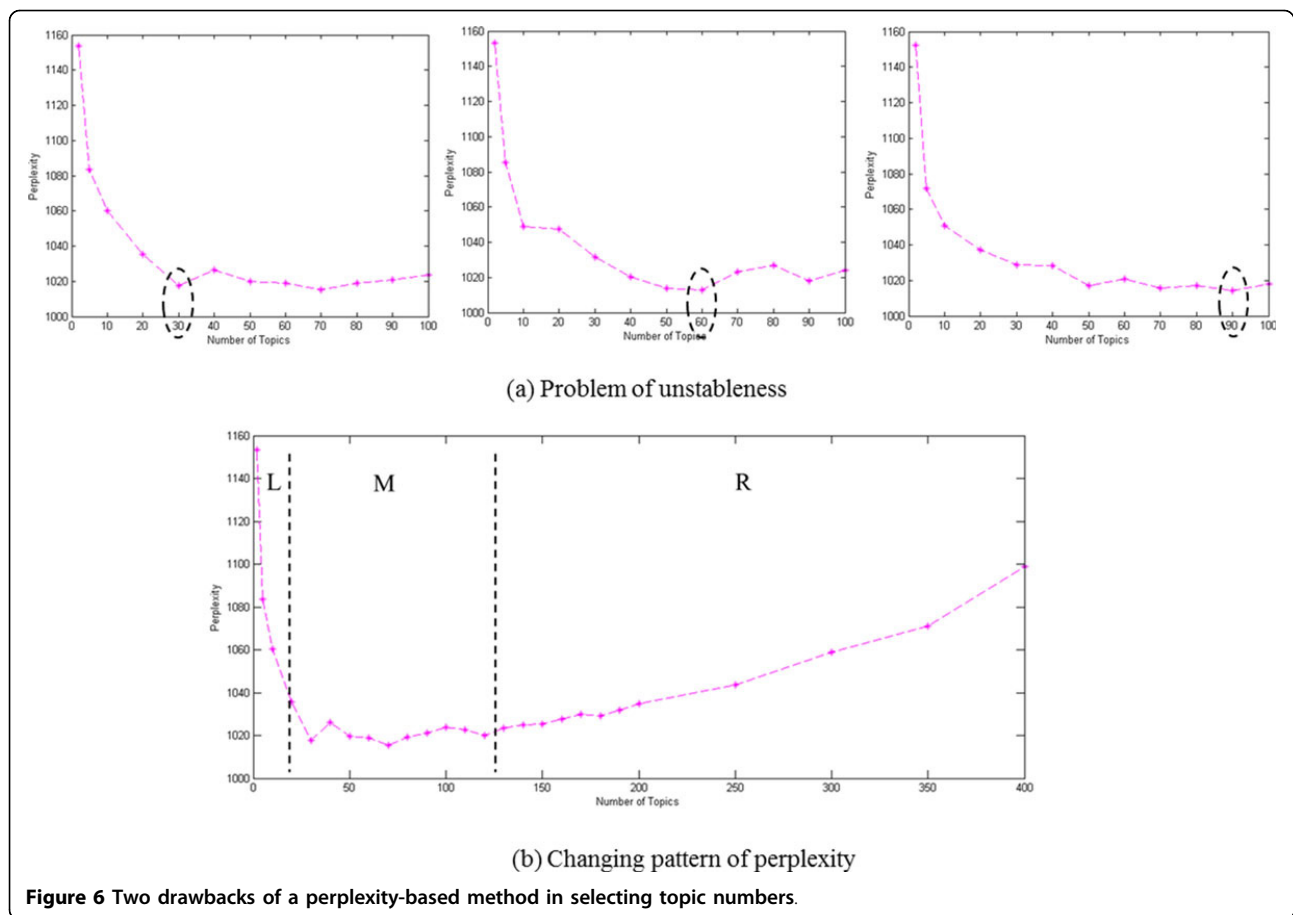 1160
1140
1120
1100
1080
1060
1040
1020
1000
Perplexity
0 10 20 30 40 50 60 70 80 90 100
Number of Topics
1160
1140
1120
1100
1080
1060
1040
1020
1000
Perplexity
0 10 20 30 40 50 60 70 80 90 100
Number of Topics
1160
1140
1120
1100
1080
1060
1040
1020
1000
Perplexity
0 10 20 30 40 50 60 70 80 90 100
Number of Topics
(a) Problem of unstableness
1160
1140
1120
1100
1080
1060
1040
1020
1000
Perplexity
L M R
0 50 100 150 200 250 300 350 400
Number of Topics
(b) Changing pattern of perplexity
Figure 6 Two drawbacks of a perplexity-based method in selecting topic numbers.